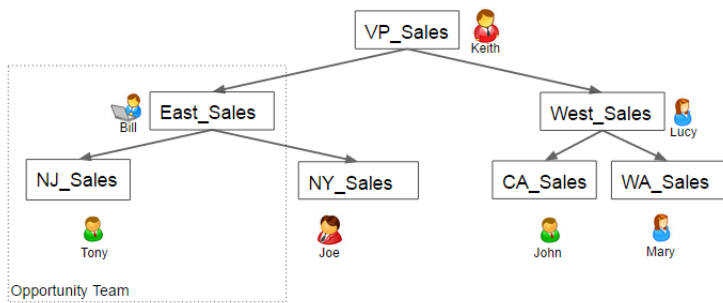 VP_Sales
Keith
East_Sales
Bill
West_Sales
Lucy
NJ_Sales
NY_Sales
CA_Sales
WA_Sales
Tony
Joe
John
Mary
Opportunity Team